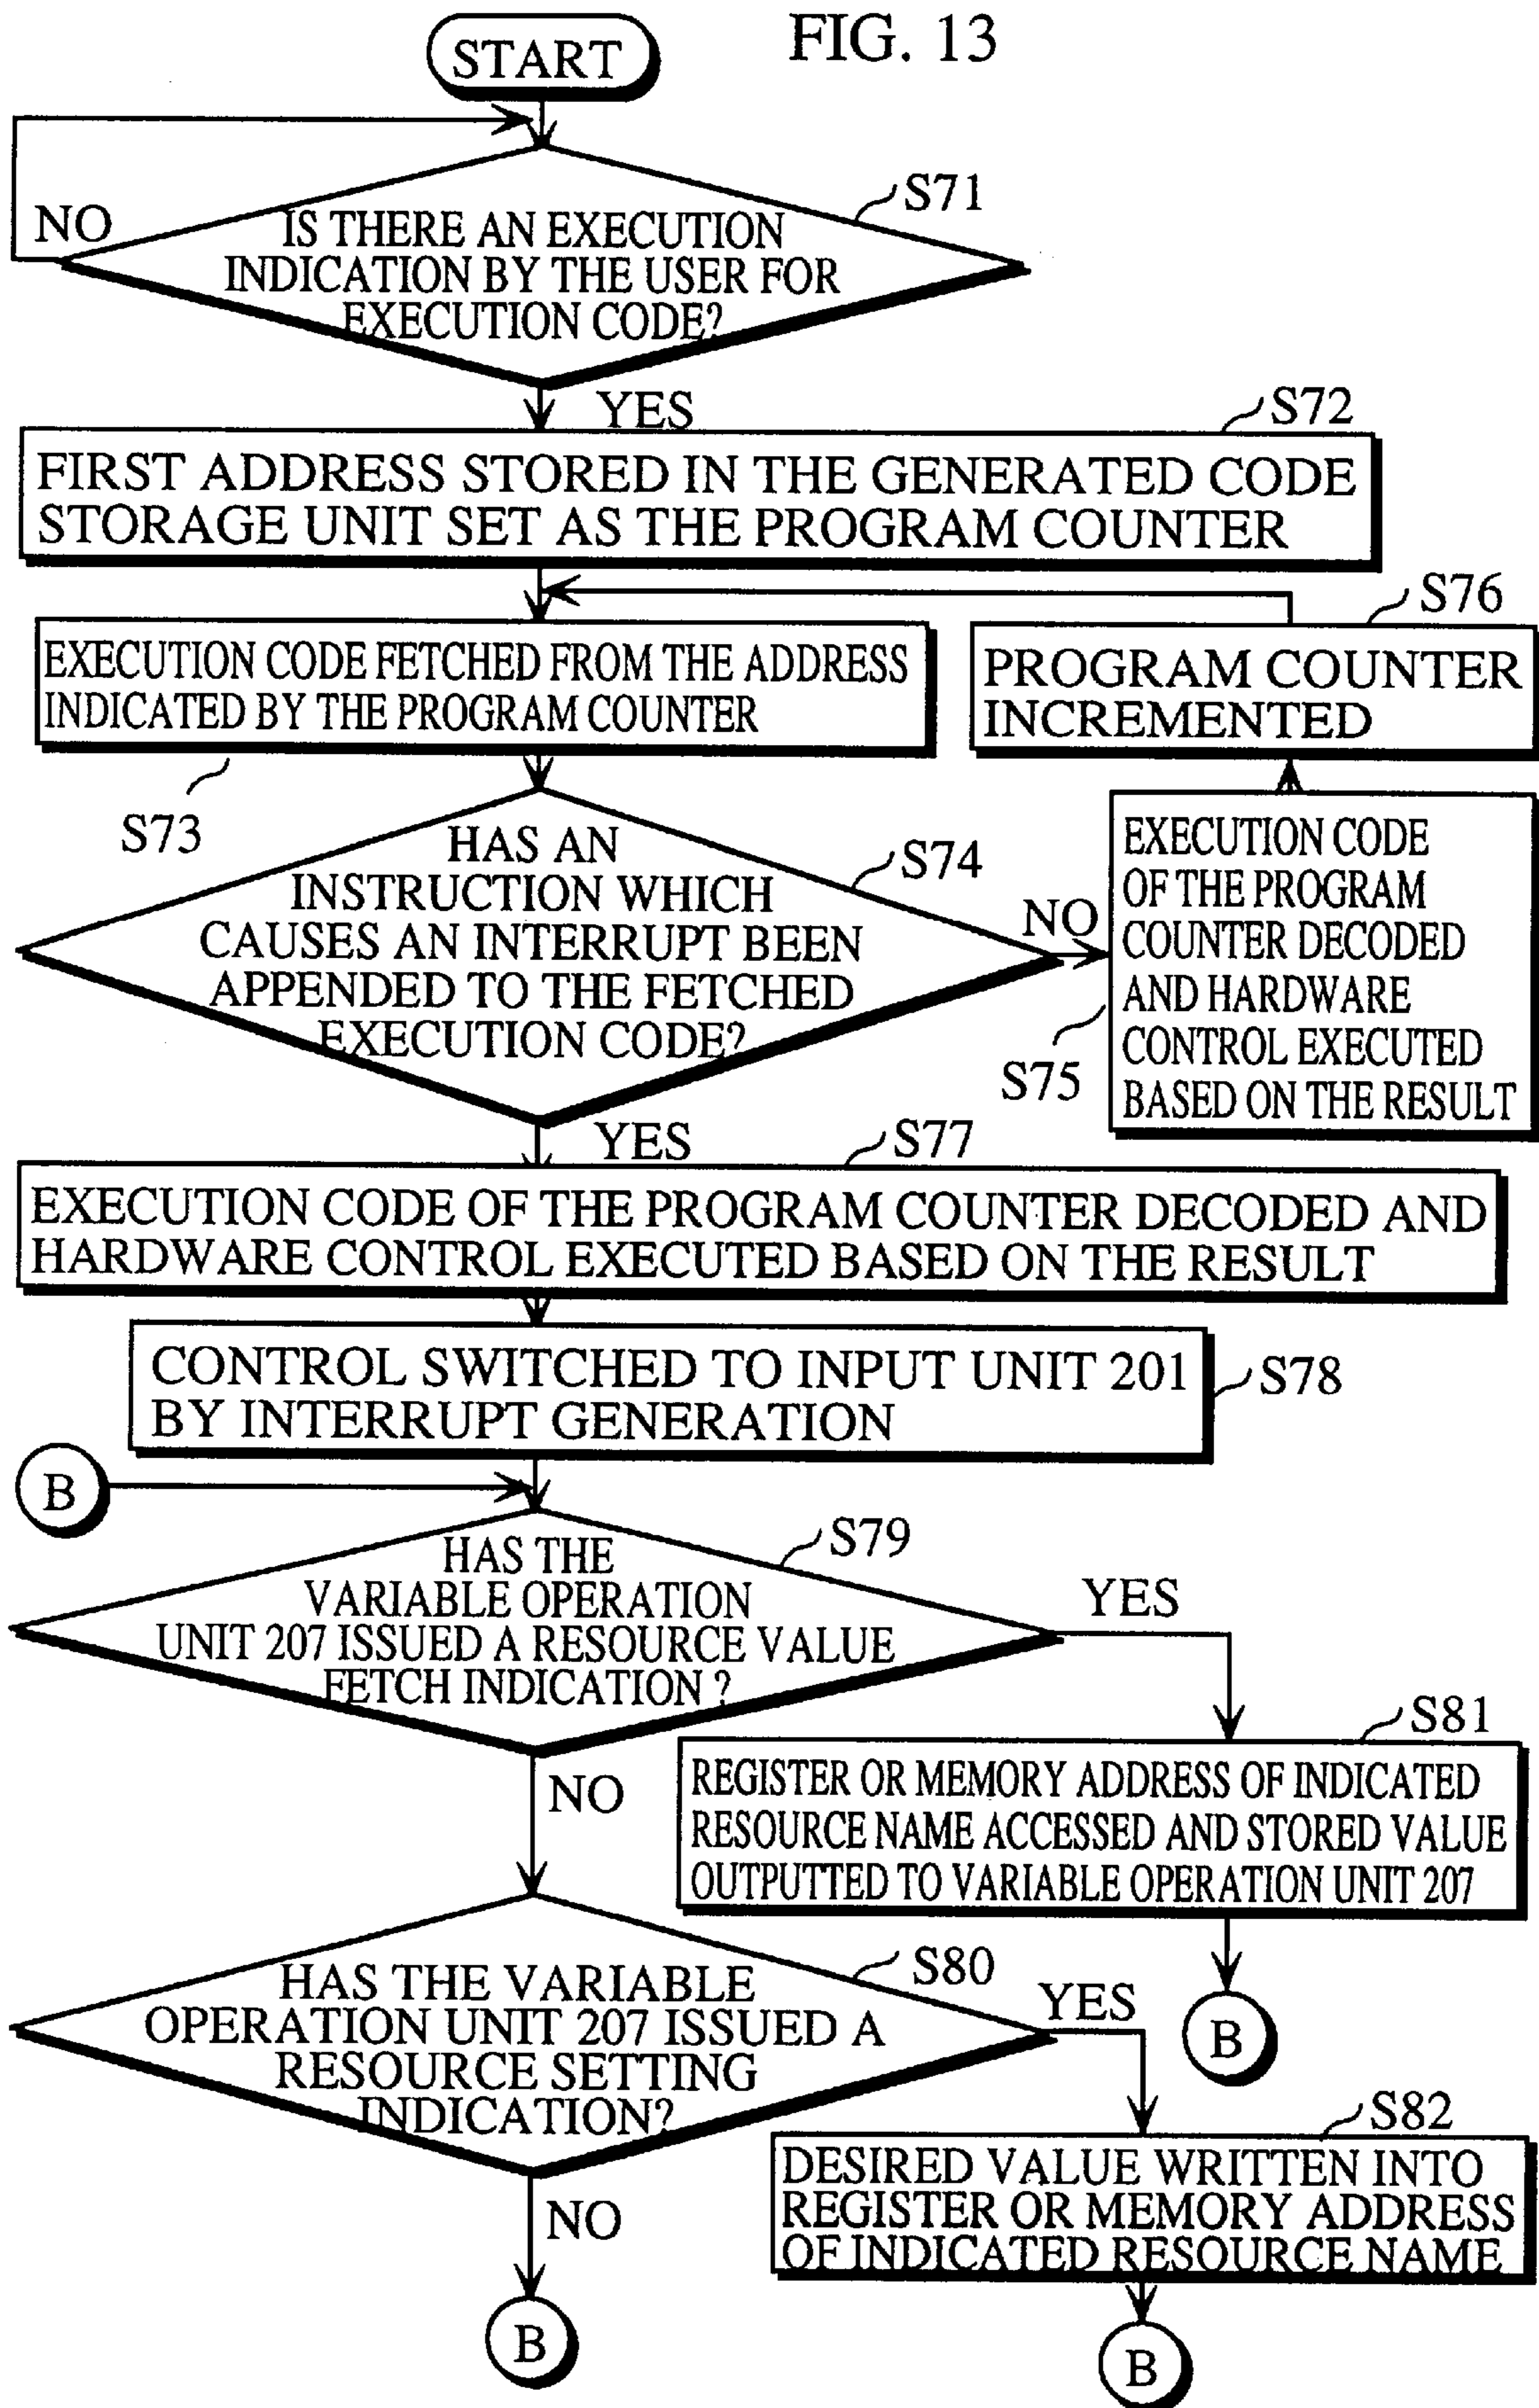 FIG. 13
START
S71
NO
IS THERE AN EXECUTION
INDICATION BY THE USER FOR
EXECUTION CODE?
YES
S72
FIRST ADDRESS STORED IN THE GENERATED CODE
STORAGE UNIT SET AS THE PROGRAM COUNTER
S76
EXECUTION CODE FETCHED FROM THE ADDRESS
INDICATED BY THE PROGRAM COUNTER
PROGRAM COUNTER
INCREMENTED
S73
S74
HAS AN
INSTRUCTION WHICH
CAUSES AN INTERRUPT BEEN
APPENDED TO THE FETCHED
EXECUTION CODE?
NO
EXECUTION CODE
OF THE PROGRAM
COUNTER DECODED
AND HARDWARE
CONTROL EXECUTED
BASED ON THE RESULT
S75
YES
S77
EXECUTION CODE OF THE PROGRAM COUNTER DECODED AND
HARDWARE CONTROL EXECUTED BASED ON THE RESULT
CONTROL SWITCHED TO INPUT UNIT 201
BY INTERRUPT GENERATION
S78
B
S79
HAS THE
VARIABLE OPERATION
UNIT 207 ISSUED A RESOURCE VALUE
FETCH INDICATION ?
YES
S81
NO
REGISTER OR MEMORY ADDRESS OF INDICATED
RESOURCE NAME ACCESSED AND STORED VALUE
OUTPUTTED TO VARIABLE OPERATION UNIT 207
B
S80
HAS THE VARIABLE
OPERATION UNIT 207 ISSUED A
RESOURCE SETTING
INDICATION?
YES
S82
NO
DESIRED VALUE WRITTEN INTO
REGISTER OR MEMORY ADDRESS
OF INDICATED RESOURCE NAME
B
B